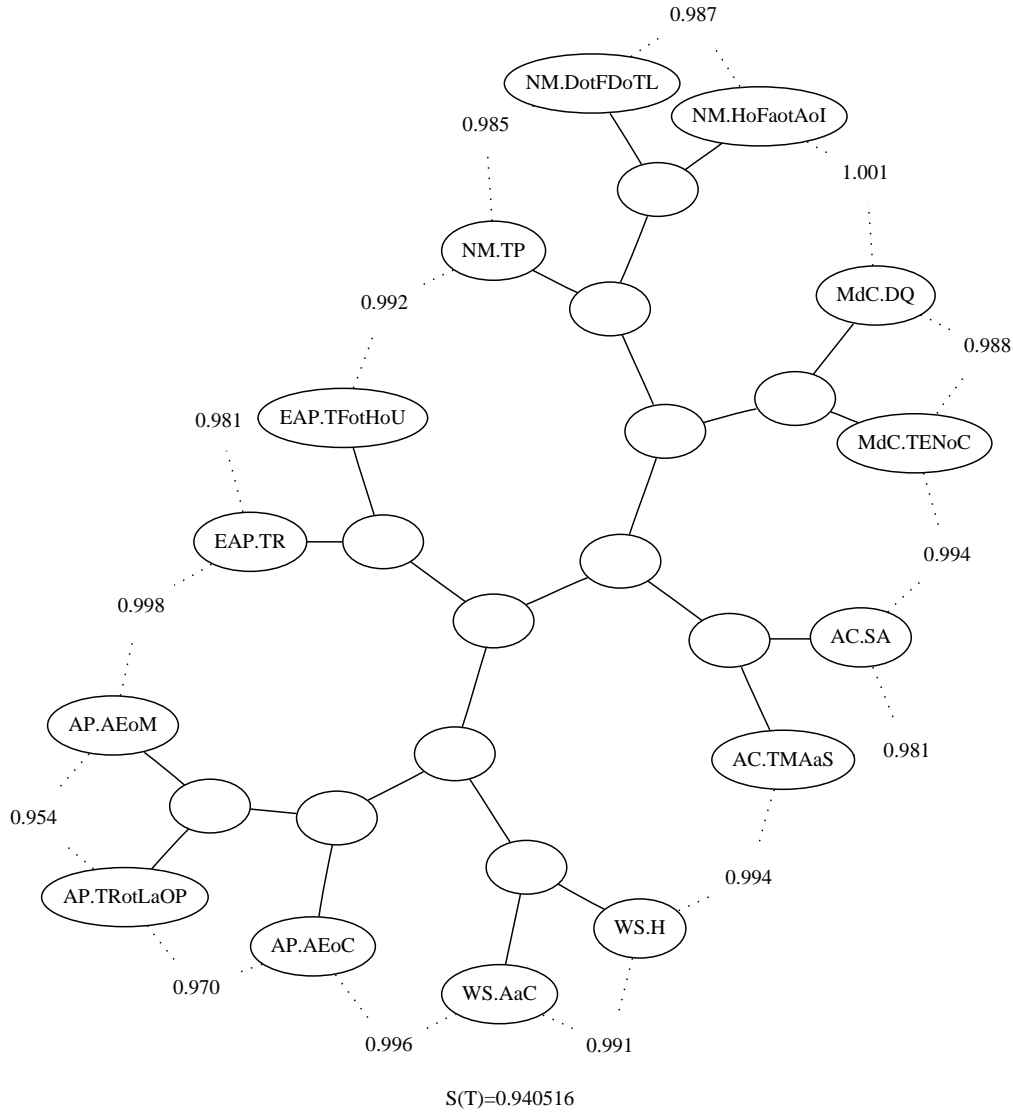 0.987
NM.DotFDoTL
NM.HoFaotAoI
0.985
1.001
NM.TP
MdC.DQ
0.992
0.988
EAP.TFotHoU
0.981
MdC.TENoC
EAP.TR
0.994
0.998
AC.SA
AP.AEoM
0.981
AC.TMAaS
0.954
0.994
AP.TRotLaOP
WS.H
AP.AEoC
0.970
WS.AaC
0.996
0.991
S(T)=0.940516